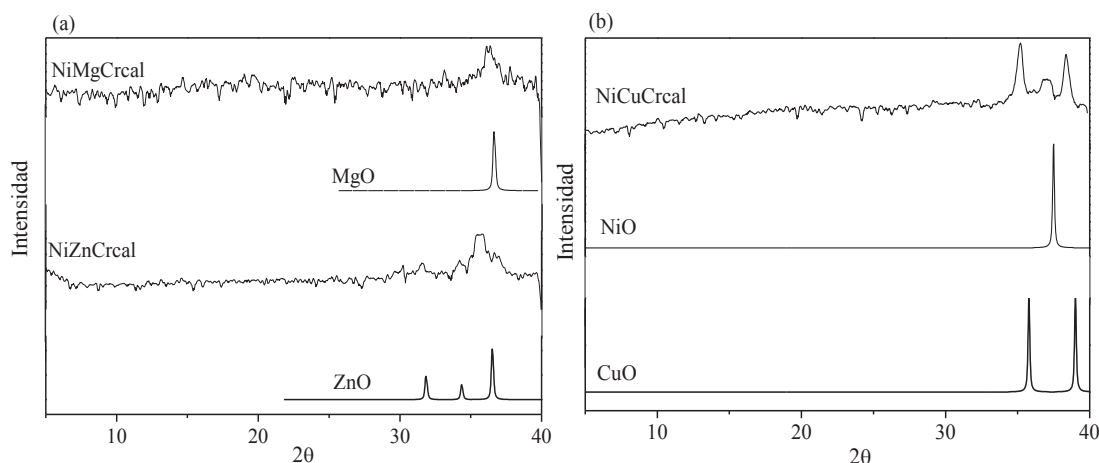 (a)
NiMgCrcal
MgO
NiZnCrcal
ZnO
Intensidad
10
20
30
40
2θ
(b)
NiCuCrcal
NiO
CuO
Intensidad
10
20
30
40
2θ